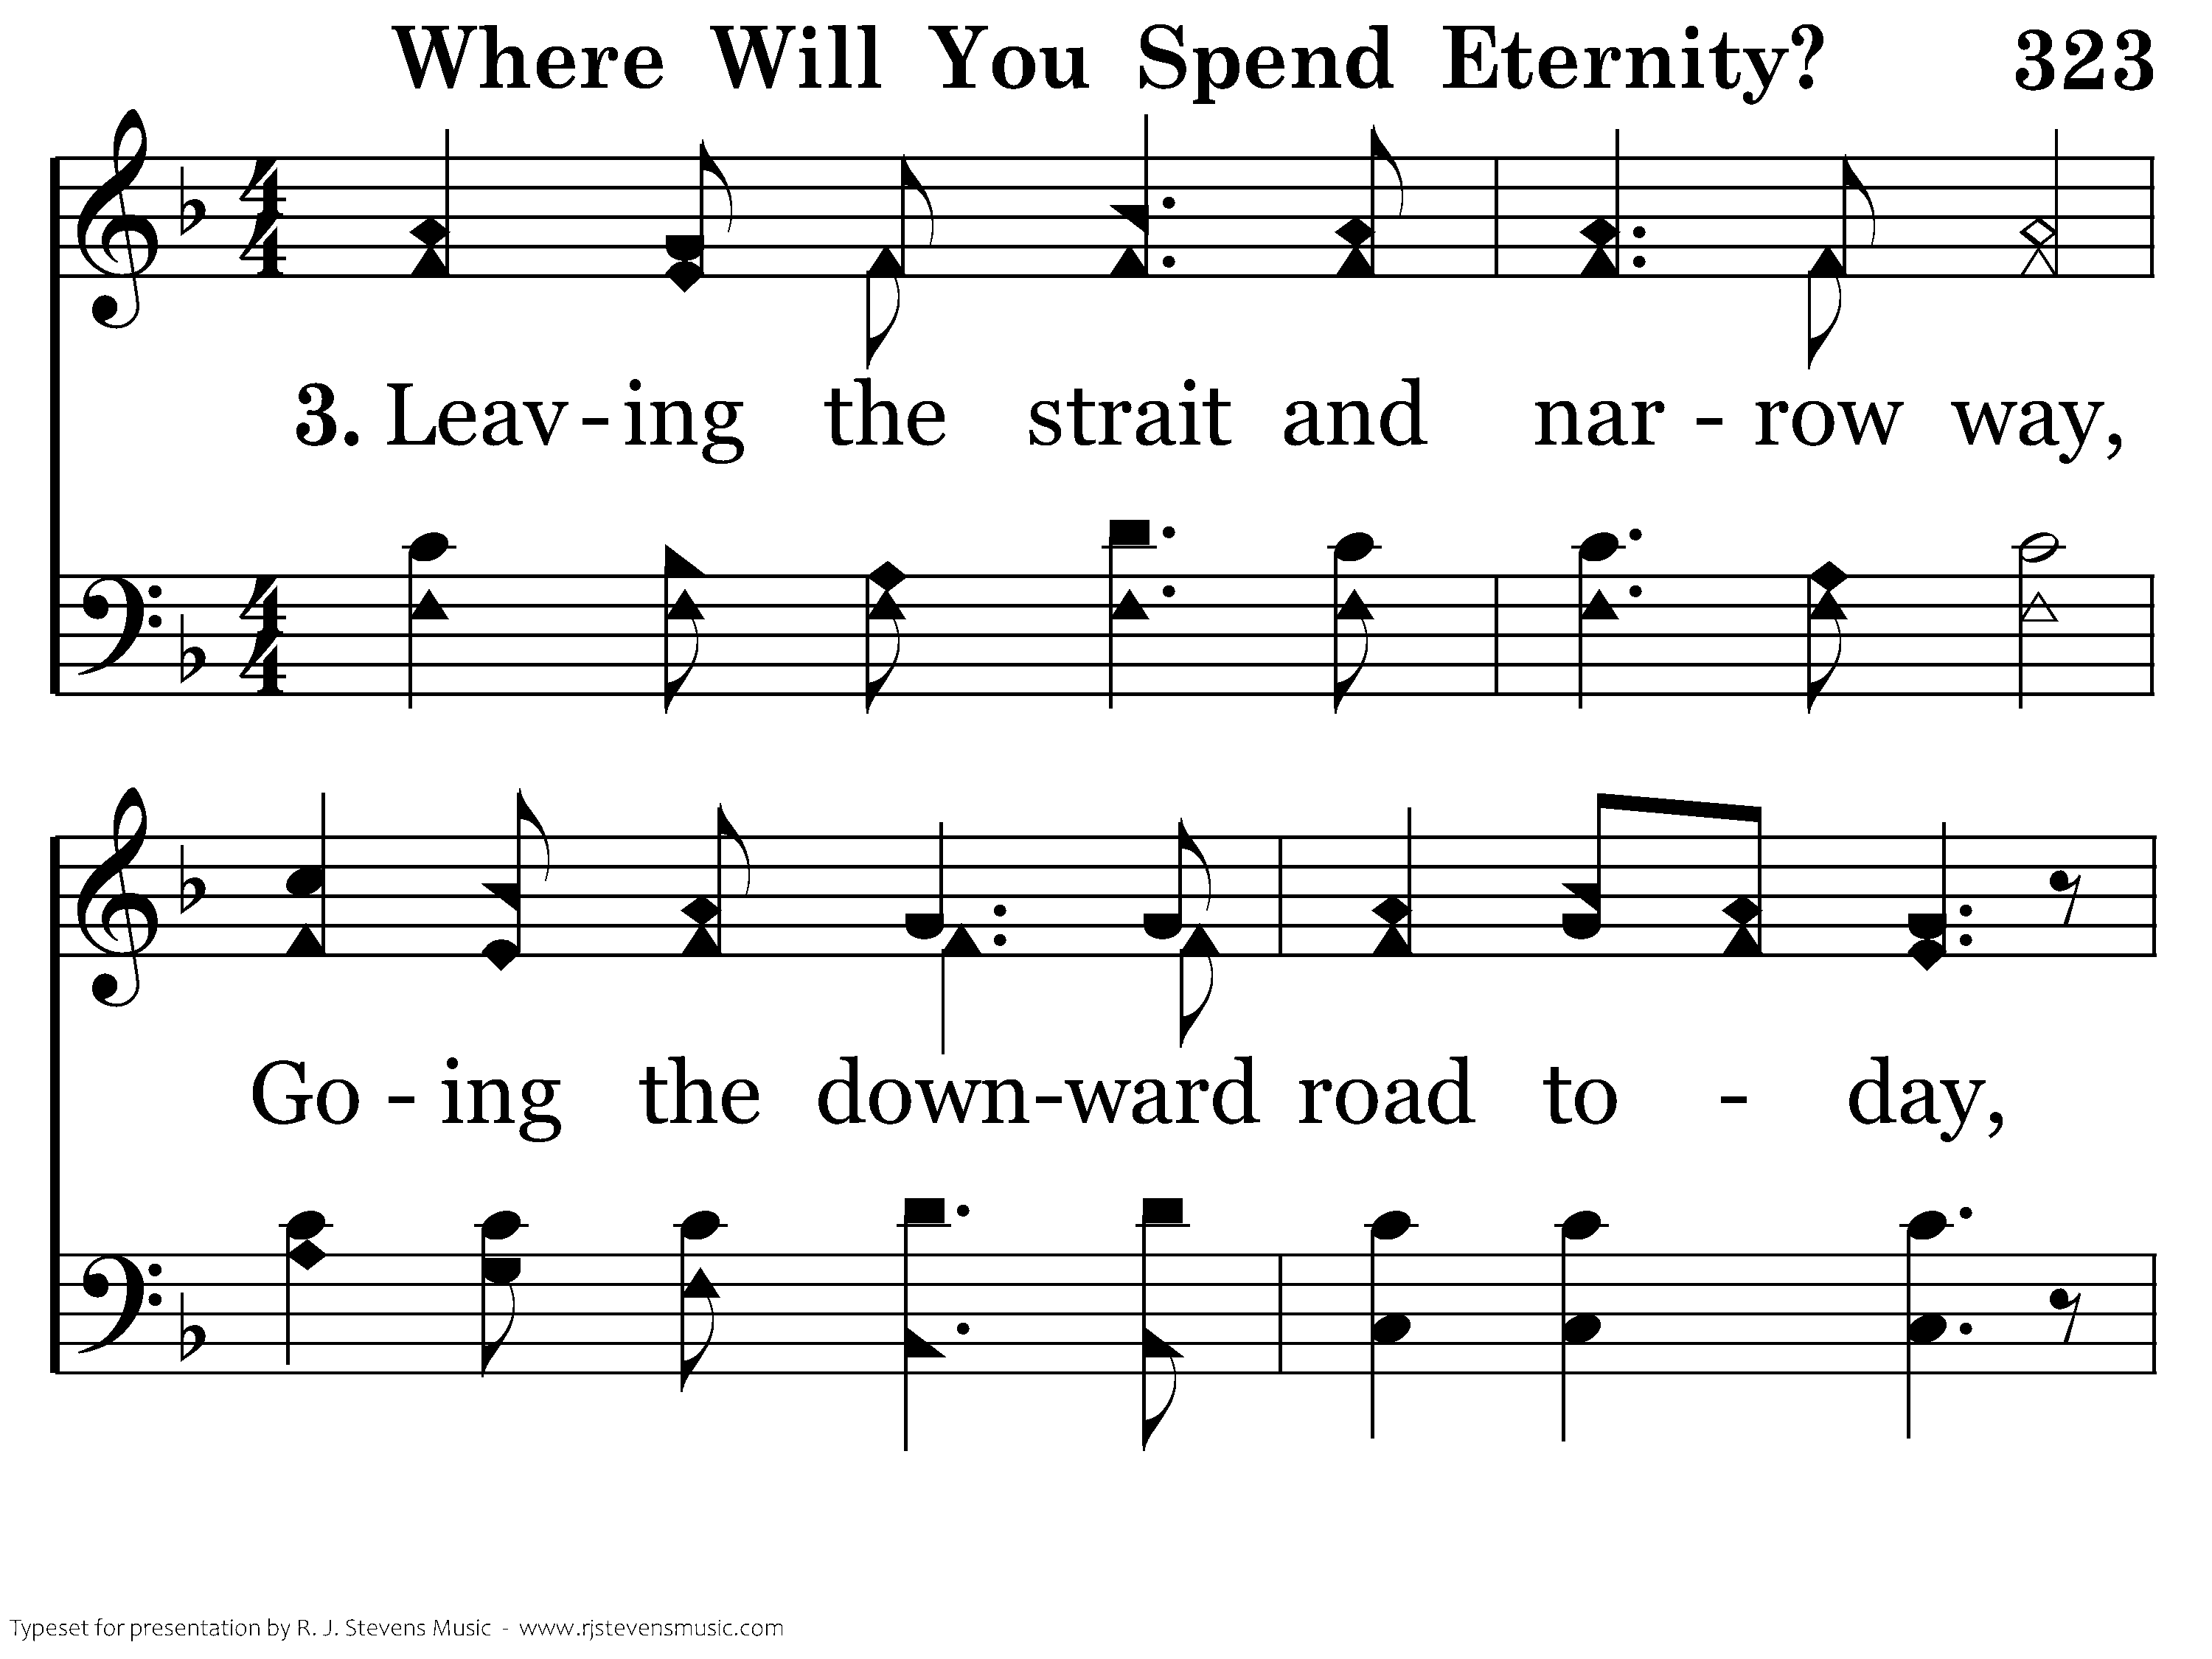 Where Will You Spend Eternity? 323
3. Leav - ing the strait and nar - row way,
Go - ing the down - ward road to - day,
Typeset for presentation by R. J. Stevens Music - www.rjstevensmusic.com